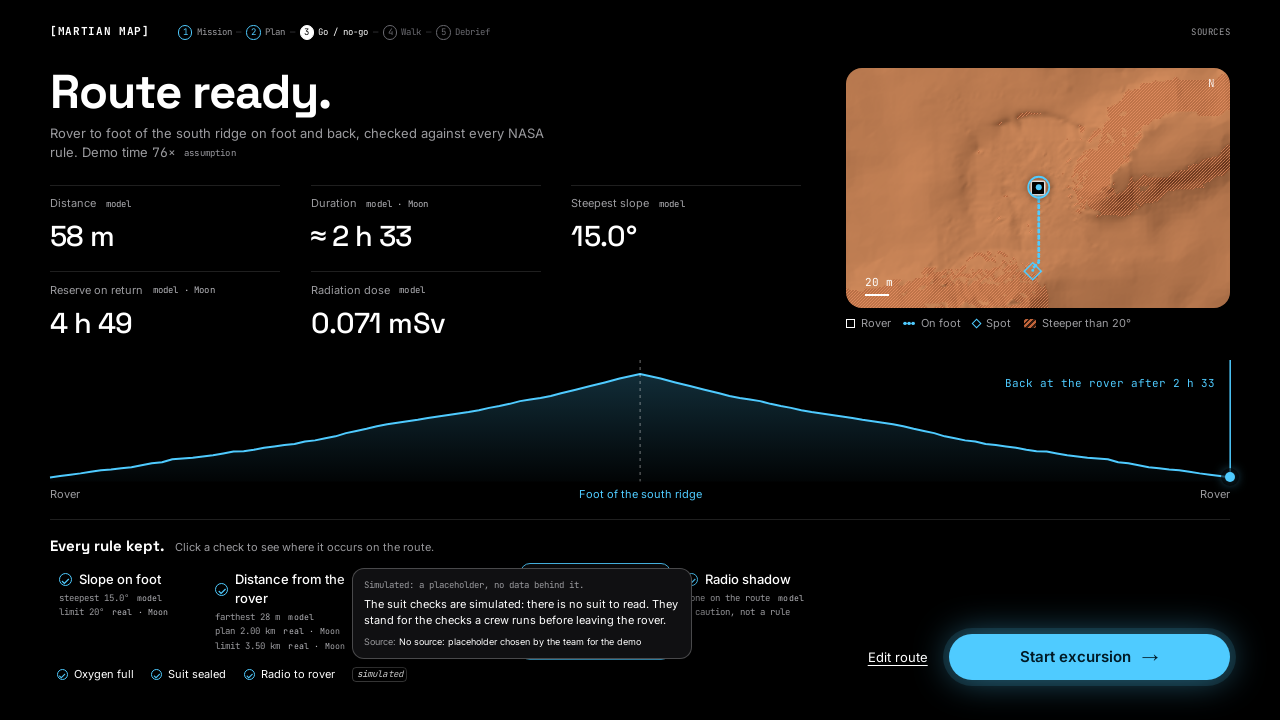 [MARTIAN MAP]
1 Mission – 2 Plan – 3 Go / no-go – 4 Walk – 5 Debrief
SOURCES
Route ready.
Rover to foot of the south ridge on foot and back, checked against every NASA
rule. Demo time 76× assumption
Distance model
58 m
Duration model · Moon
≈ 2 h 33
Steepest slope model
15.0°
Reserve on return model · Moon
4 h 49
Radiation dose model
0.071 mSv
N
20 m
Rover On foot Spot Steeper than 20°
Back at the rover after 2 h 33
Rover
Foot of the south ridge
Rover
Every rule kept. Click a check to see where it occurs on the route.
Slope on foot
steepest 15.0° model
limit 20° real · Moon
Distance from the
rover
farthest 28 m model
plan 2.00 km real · Moon
limit 3.50 km real · Moon
Simulated: a placeholder, no data behind it.
The suit checks are simulated: there is no suit to read. They
stand for the checks a crew runs before leaving the rover.
Source: No source: placeholder chosen by the team for the demo
Radio shadow
on the route model
caution, not a rule
Oxygen full
Suit sealed
Radio to rover
simulated
Edit route
Start excursion →